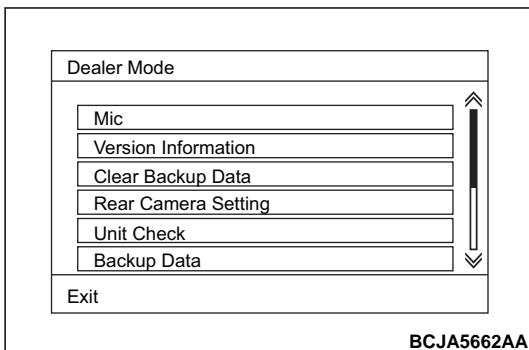 Dealer Mode
Mic
Version Information
Clear Backup Data
Rear Camera Setting
Unit Check
Backup Data
Exit
BCJA5662AA